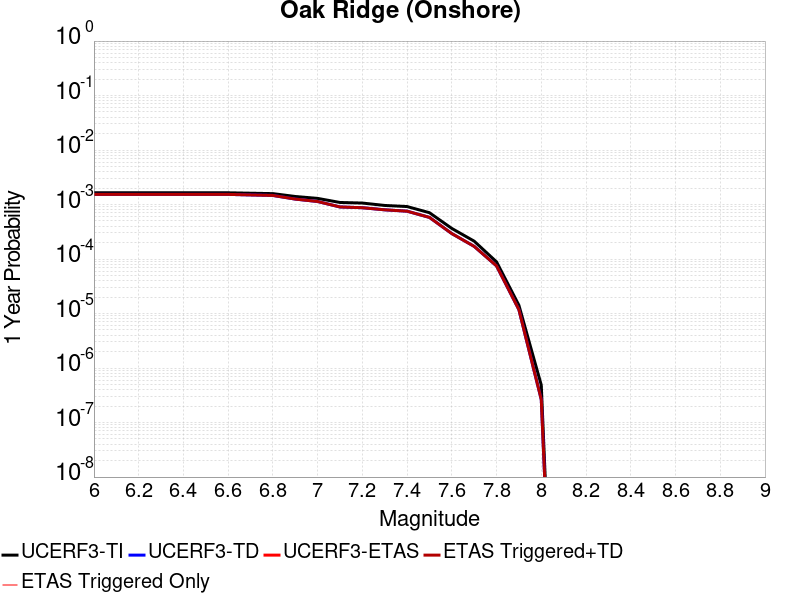 Oak Ridge (Onshore)
10^0
10^-1
10^-2
10^-3
10^-4
10^-5
10^-6
10^-7
10^-8
1 Year Probability
6 6.2 6.4 6.6 6.8 7 7.2 7.4 7.6 7.8 8 8.2 8.4 8.6 8.8 9
Magnitude
UCERF3-TI UCERF3-TD UCERF3-ETAS ETAS Triggered+TD
ETAS Triggered Only